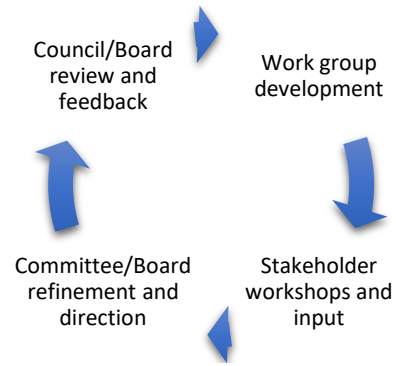 Council/Board
review and
feedback
Work group
development
Stakeholder
workshops and
input
Committee/Board
refinement and
direction